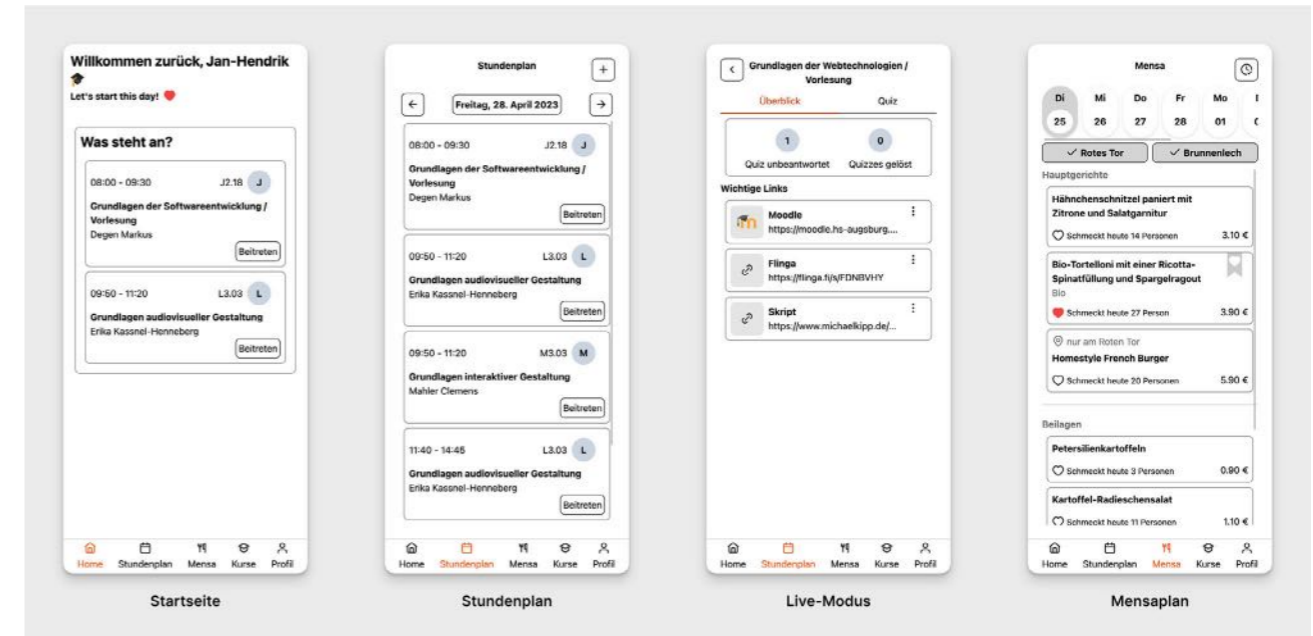 Willkommen zurück, Jan-Hendrik
Let's start this day!
Was steht an?
08:00 - 09:30 J2.18 J
Grundlagen der Softwareentwicklung /
Vorlesung
Degen Markus
Beitreten
09:50 - 11:20 L3.03 L
Grundlagen audiovisueller Gestaltung
Erika Kassnel-Henneberg
Beitreten
Home Stundenplan Mensa Kurse Profil
Startseite
Stundenplan
Freitag, 28. April 2023
08:00 - 09:30 J2.18 J
Grundlagen der Softwareentwicklung /
Vorlesung
Degen Markus
Beitreten
09:50 - 11:20 L3.03 L
Grundlagen audiovisueller Gestaltung
Erika Kassnel-Henneberg
Beitreten
09:50 - 11:20 M3.03 M
Grundlagen interaktiver Gestaltung
Mahler Clemens
Beitreten
11:40 - 14:45 L3.03 L
Grundlagen audiovisueller Gestaltung
Erika Kassnel-Henneberg
Beitreten
Home Stundenplan Mensa Kurse Profil
Stundenplan
Grundlagen der Webtechnologien /
Vorlesung
Überblick Quiz
1 0
Quiz unbeantwortet Quizzes gelöst
Wichtige Links
Moodle
https://moodle.hs-augsburg....
Flinga
https://flinga.fi/s/FDNBVHY
Skript
https://www.michaelkipp.de/...
Home Stundenplan Mensa Kurse Profil
Live-Modus
Mensa
Di Mi Do Fr Mo
25 26 27 28 01
Rotes Tor Brunnenlech
Hauptgerichte
Hähnchenschnitzel paniert mit
Zitrone und Salatgarnitur
Schmeckt heute 14 Personen 3.10 €
Bio-Tortelloni mit einer Ricotta-
Spinatfüllung und Spargelragout
Bio
Schmeckt heute 27 Person 3.90 €
nur am Roten Tor
Homestyle French Burger
Schmeckt heute 20 Personen 5.90 €
Beilagen
Petersilienkartoffeln
Schmeckt heute 3 Personen 0.90 €
Kartoffel-Radieschensalat
Schmeckt heute 11 Personen 1.10 €
Home Stundenplan Mensa Kurse Profil
Mensaplan